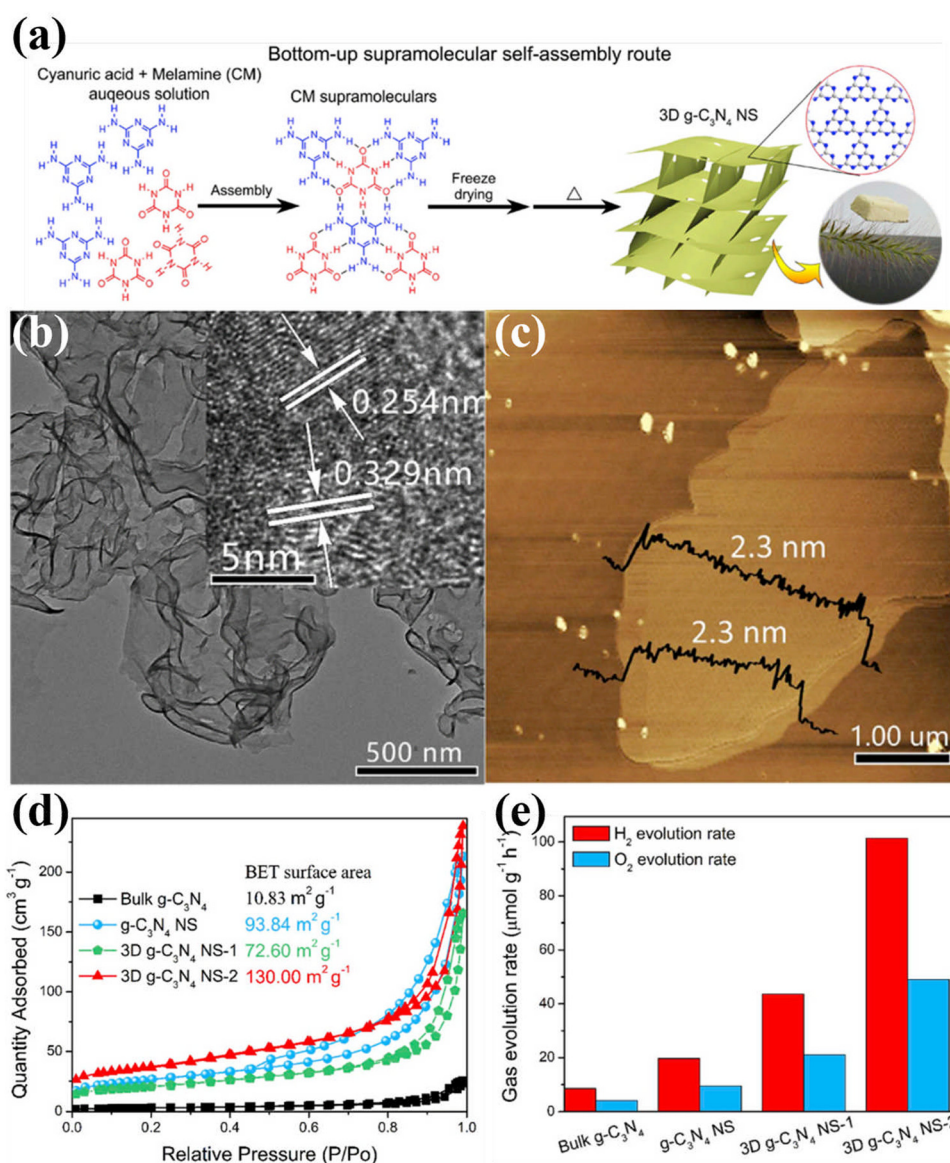 (a)
Bottom-up supramolecular self-assembly route
Cyanuric acid + Melamine (CM)
auqeous solution
CM supramoleculars
3D g-C₃N₄ NS
Assembly
Freeze
drying
△
(b)
0.254nm
0.329nm
5nm
500 nm
(c)
2.3 nm
2.3 nm
1.00 um
(d)
Quantity Adsorbed (cm³ g⁻¹)
200
150
100
50
0
BET surface area
Bulk g-C₃N₄ 10.83 m² g⁻¹
g-C₃N₄ NS 93.84 m² g⁻¹
3D g-C₃N₄ NS-1 72.60 m² g⁻¹
3D g-C₃N₄ NS-2 130.00 m² g⁻¹
0.0 0.2 0.4 0.6 0.8 1.0
Relative Pressure (P/Po)
(e)
Gas evolution rate (μmol g⁻¹ h⁻¹)
100
80
60
40
20
0
H₂ evolution rate
O₂ evolution rate
Bulk g-C₃N₄
g-C₃N₄ NS
3D g-C₃N₄ NS-1
3D g-C₃N₄ NS-2